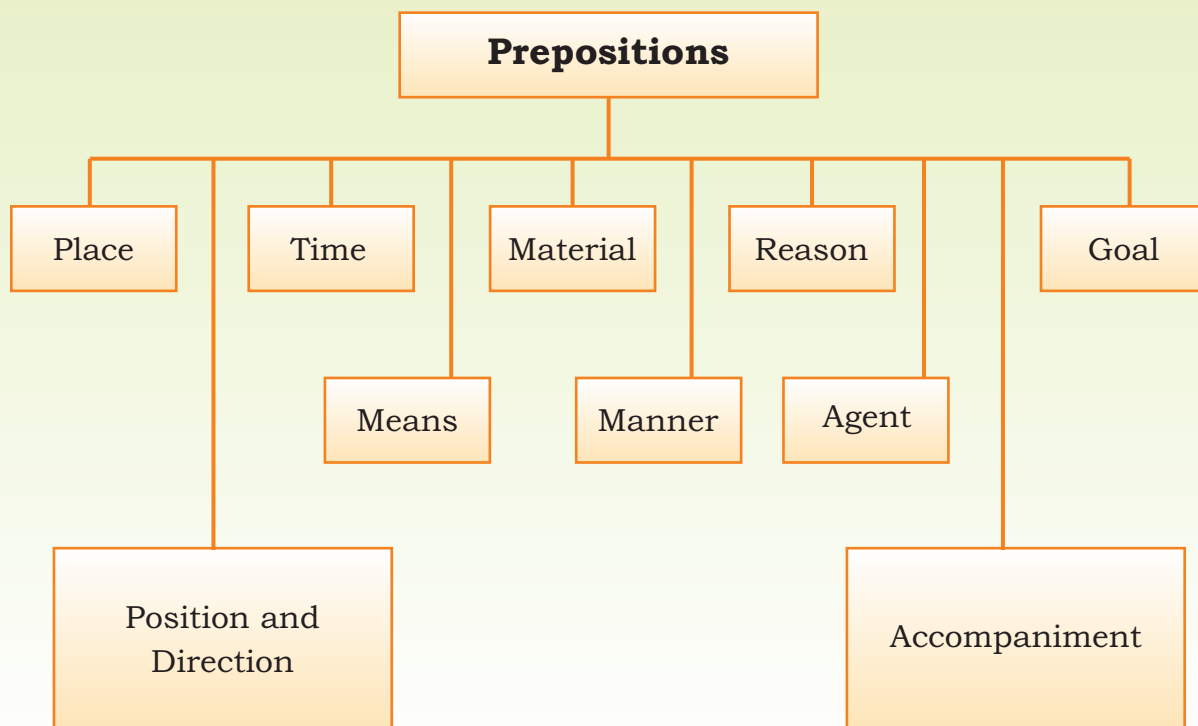 Prepositions
Place
Time
Material
Reason
Goal
Means
Manner
Agent
Position and
Direction
Accompaniment